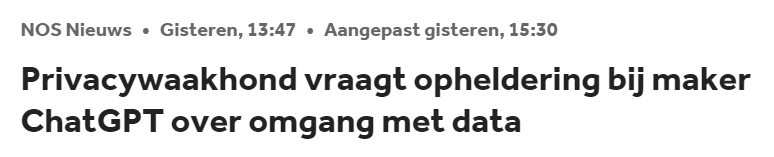 NOS Nieuws • Gisteren, 13:47 • Aangepast gisteren, 15:30
Privacywaakhond vraagt opheldering bij maker
ChatGPT over omgang met data